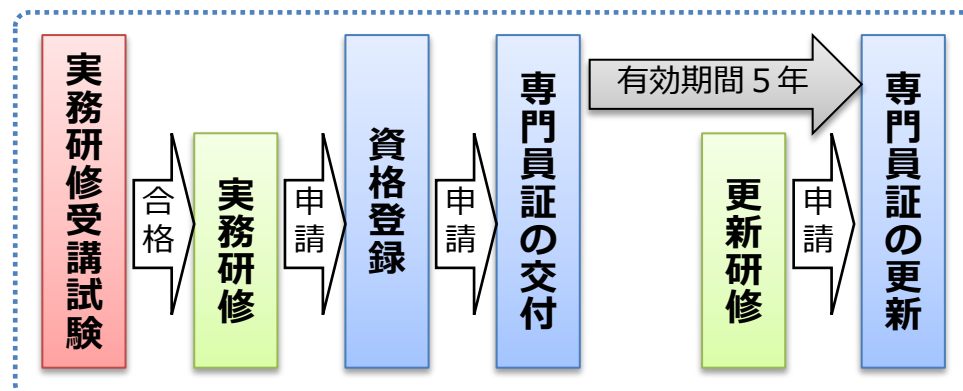 実務研修受講試験
合格
実務研修
申請
資格登録
申請
専門員証の交付
有効期間５年
更新研修
申請
専門員証の更新